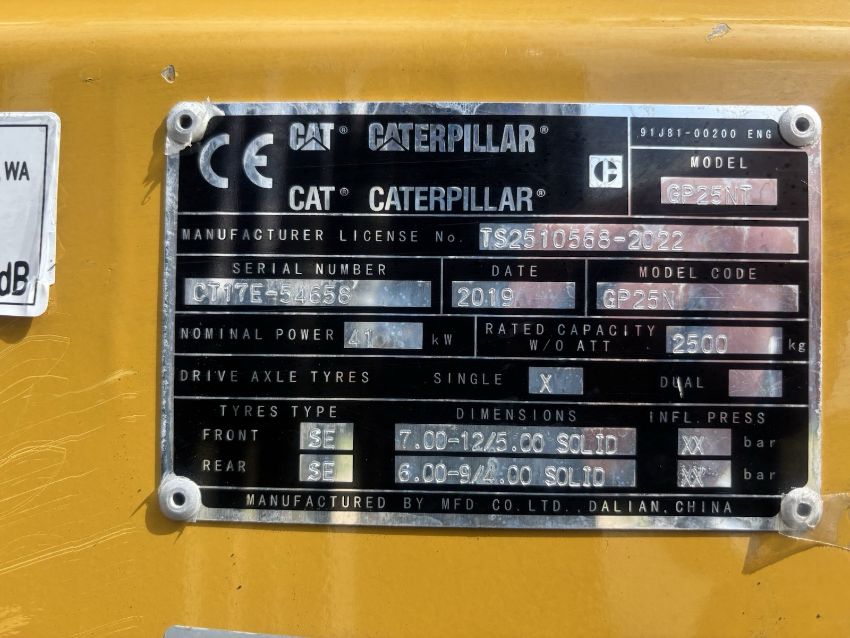 WA
dB
CE CAT® CATERPILLAR®
CAT® CATERPILLAR®
91J81-00200 ENG
MODEL
GP25NT
MANUFACTURER LICENSE No. TS2510568-2022
SERIAL NUMBER DATE MODEL CODE
CT17E-54656 2019 GP25N
NOMINAL POWER 41 kW
RATED CAPACITY
W/O ATT 2500 kg
DRIVE AXLE TYRES SINGLE X DUAL
TYRES TYPE DIMENSIONS INFL.PRESS
FRONT SE 7.00-12/5.00 SOLID XX bar
REAR SE 6.00-9/4.00 SOLID XX bar
MANUFACTURED BY MFD CO.LTD., DALIAN,CHINA